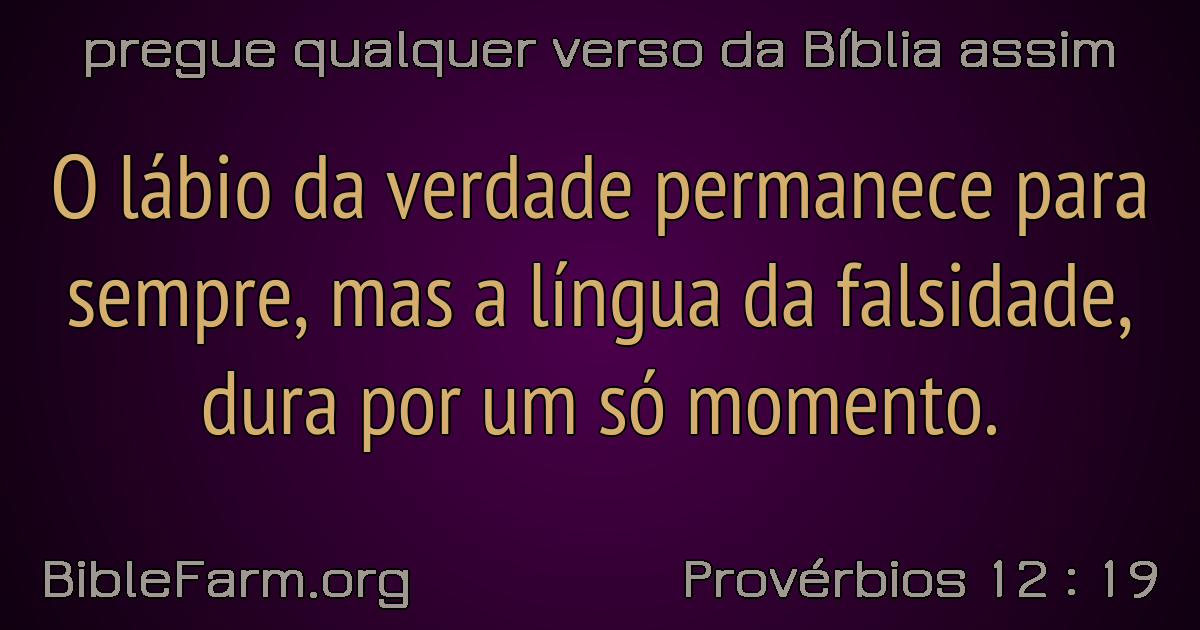 pregue qualquer verso da Bíblia assim
O lábio da verdade permanece para
sempre, mas a língua da falsidade,
dura por um só momento.
BibleFarm.org
Provérbios 12 : 19